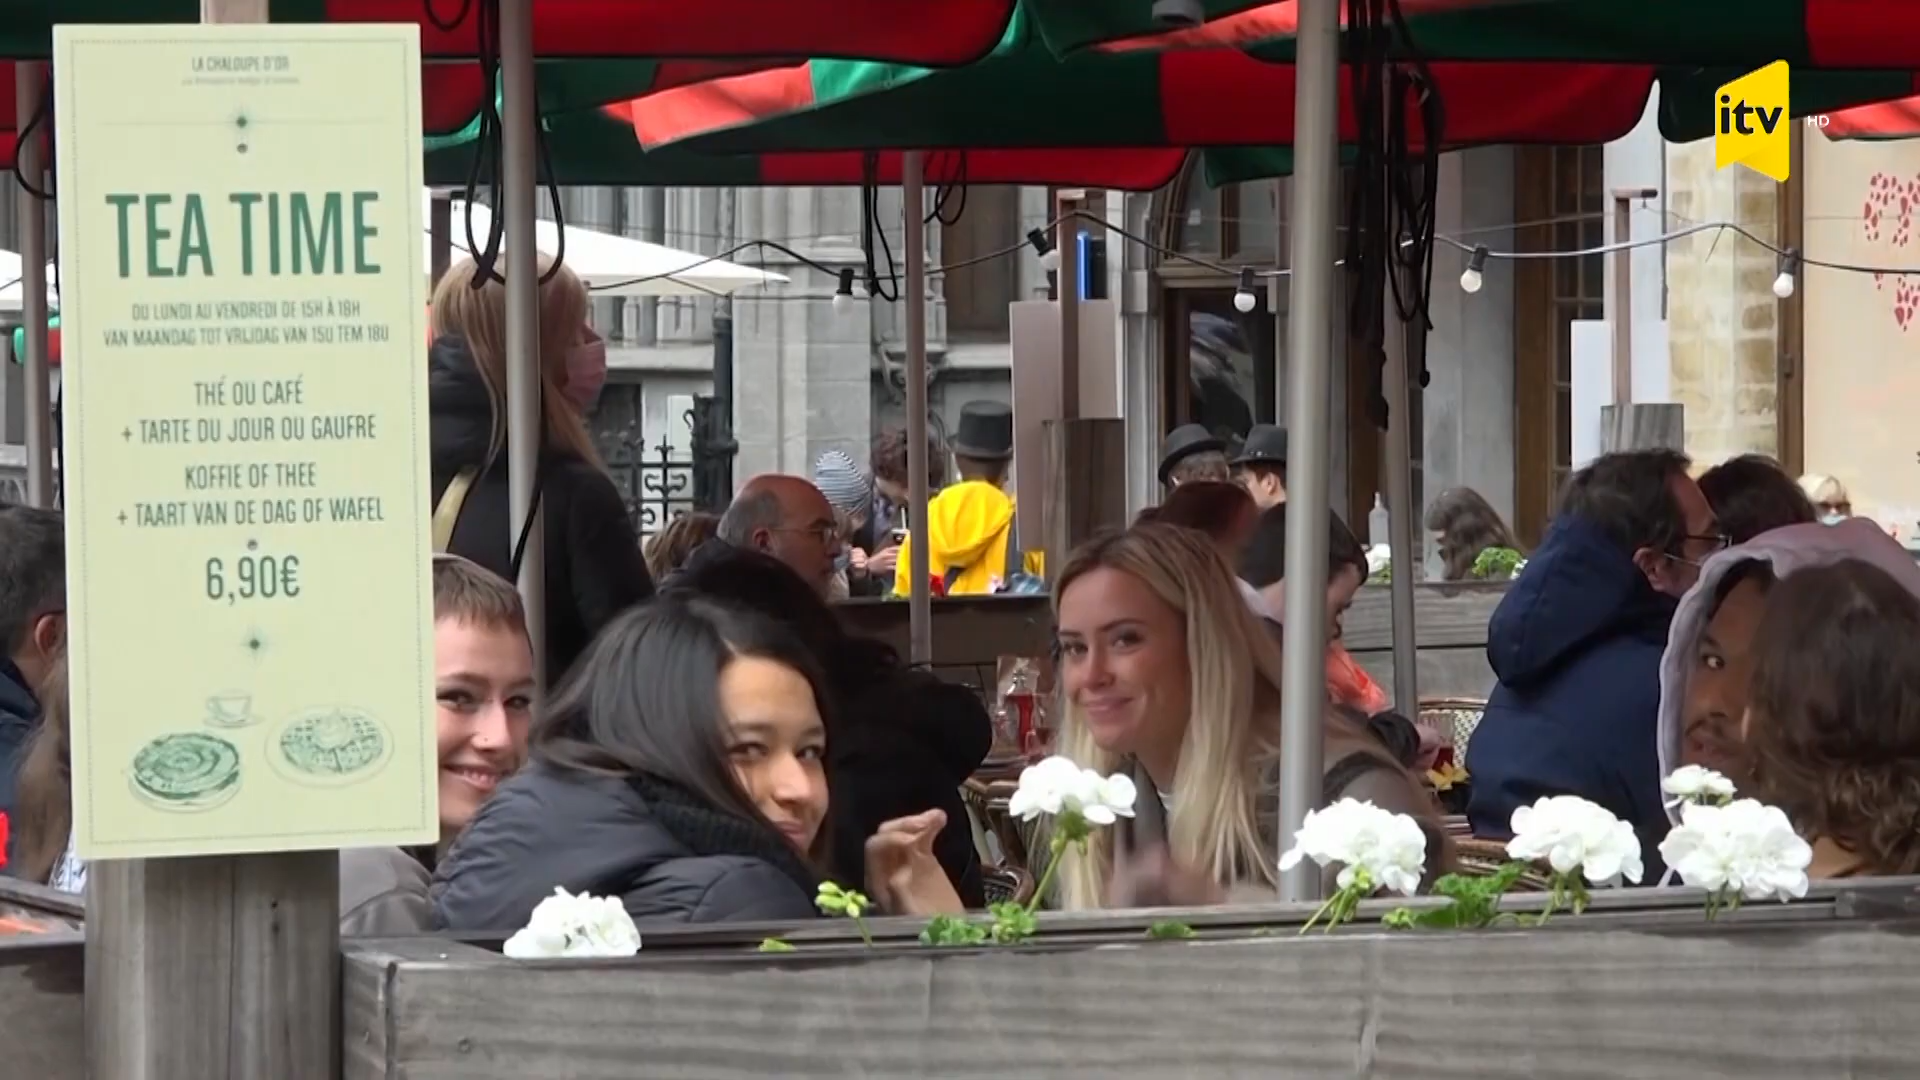 LA CHALOUPE D'OR
TEA TIME
DU LUNDI AU VENDREDI DE 15H À 18H
VAN MAANDAG TOT VRIJDAG VAN 15U TEM 18U
THÉ OU CAFÉ
+ TARTE DU JOUR OU GAUFRE
KOFFIE OF THEE
+ TAART VAN DE DAG OF WAFEL
6,90€
itv HD